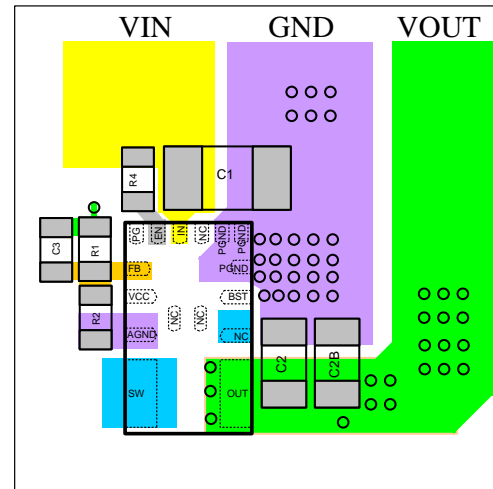 VIN GND VOUT
R4 C1
PG EN IN NC PGND PGND
C3 R1
FB PGND
VCC BST
R2 NC NC
AGND NC
C2 C2B
SW OUT